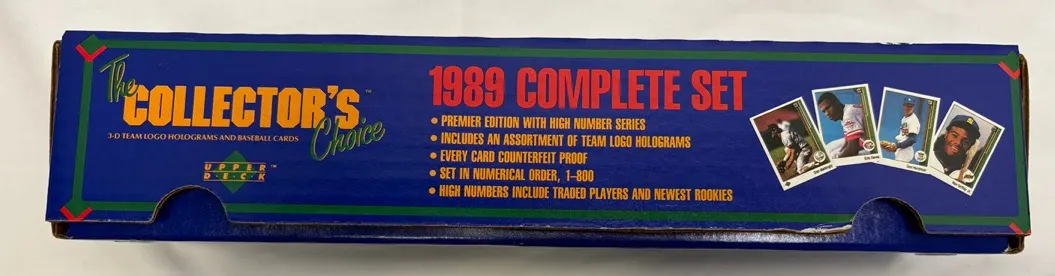 The
COLLECTOR'S™
Choice
3-D TEAM LOGO HOLOGRAMS AND BASEBALL CARDS
UPPER™
D·E·C·K
1989 COMPLETE SET
• PREMIER EDITION WITH HIGH NUMBER SERIES
• INCLUDES AN ASSORTMENT OF TEAM LOGO HOLOGRAMS
• EVERY CARD COUNTERFEIT PROOF
• SET IN NUMERICAL ORDER, 1–800
• HIGH NUMBERS INCLUDE TRADED PLAYERS AND NEWEST ROOKIES